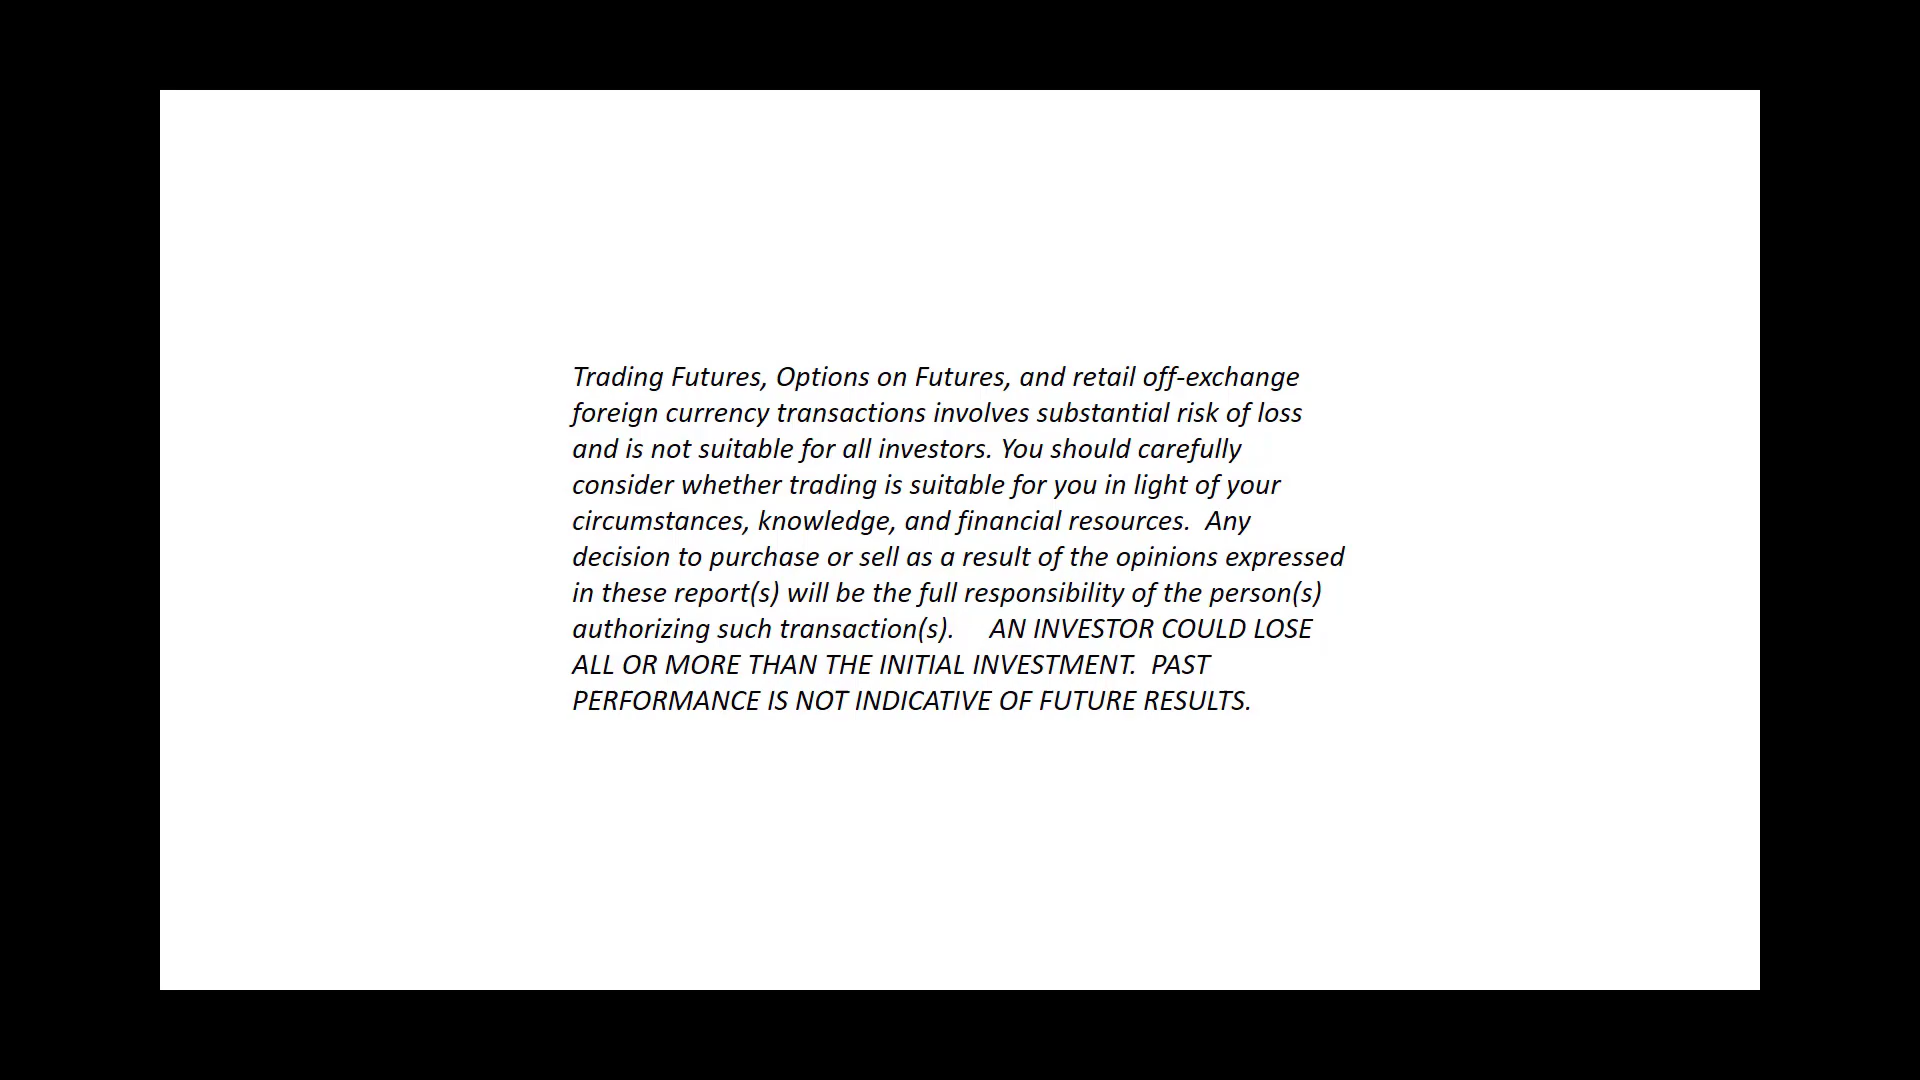 Trading Futures, Options on Futures, and retail off-exchange
foreign currency transactions involves substantial risk of loss
and is not suitable for all investors. You should carefully
consider whether trading is suitable for you in light of your
circumstances, knowledge, and financial resources.  Any
decision to purchase or sell as a result of the opinions expressed
in these report(s) will be the full responsibility of the person(s)
authorizing such transaction(s).     AN INVESTOR COULD LOSE
ALL OR MORE THAN THE INITIAL INVESTMENT.  PAST
PERFORMANCE IS NOT INDICATIVE OF FUTURE RESULTS.